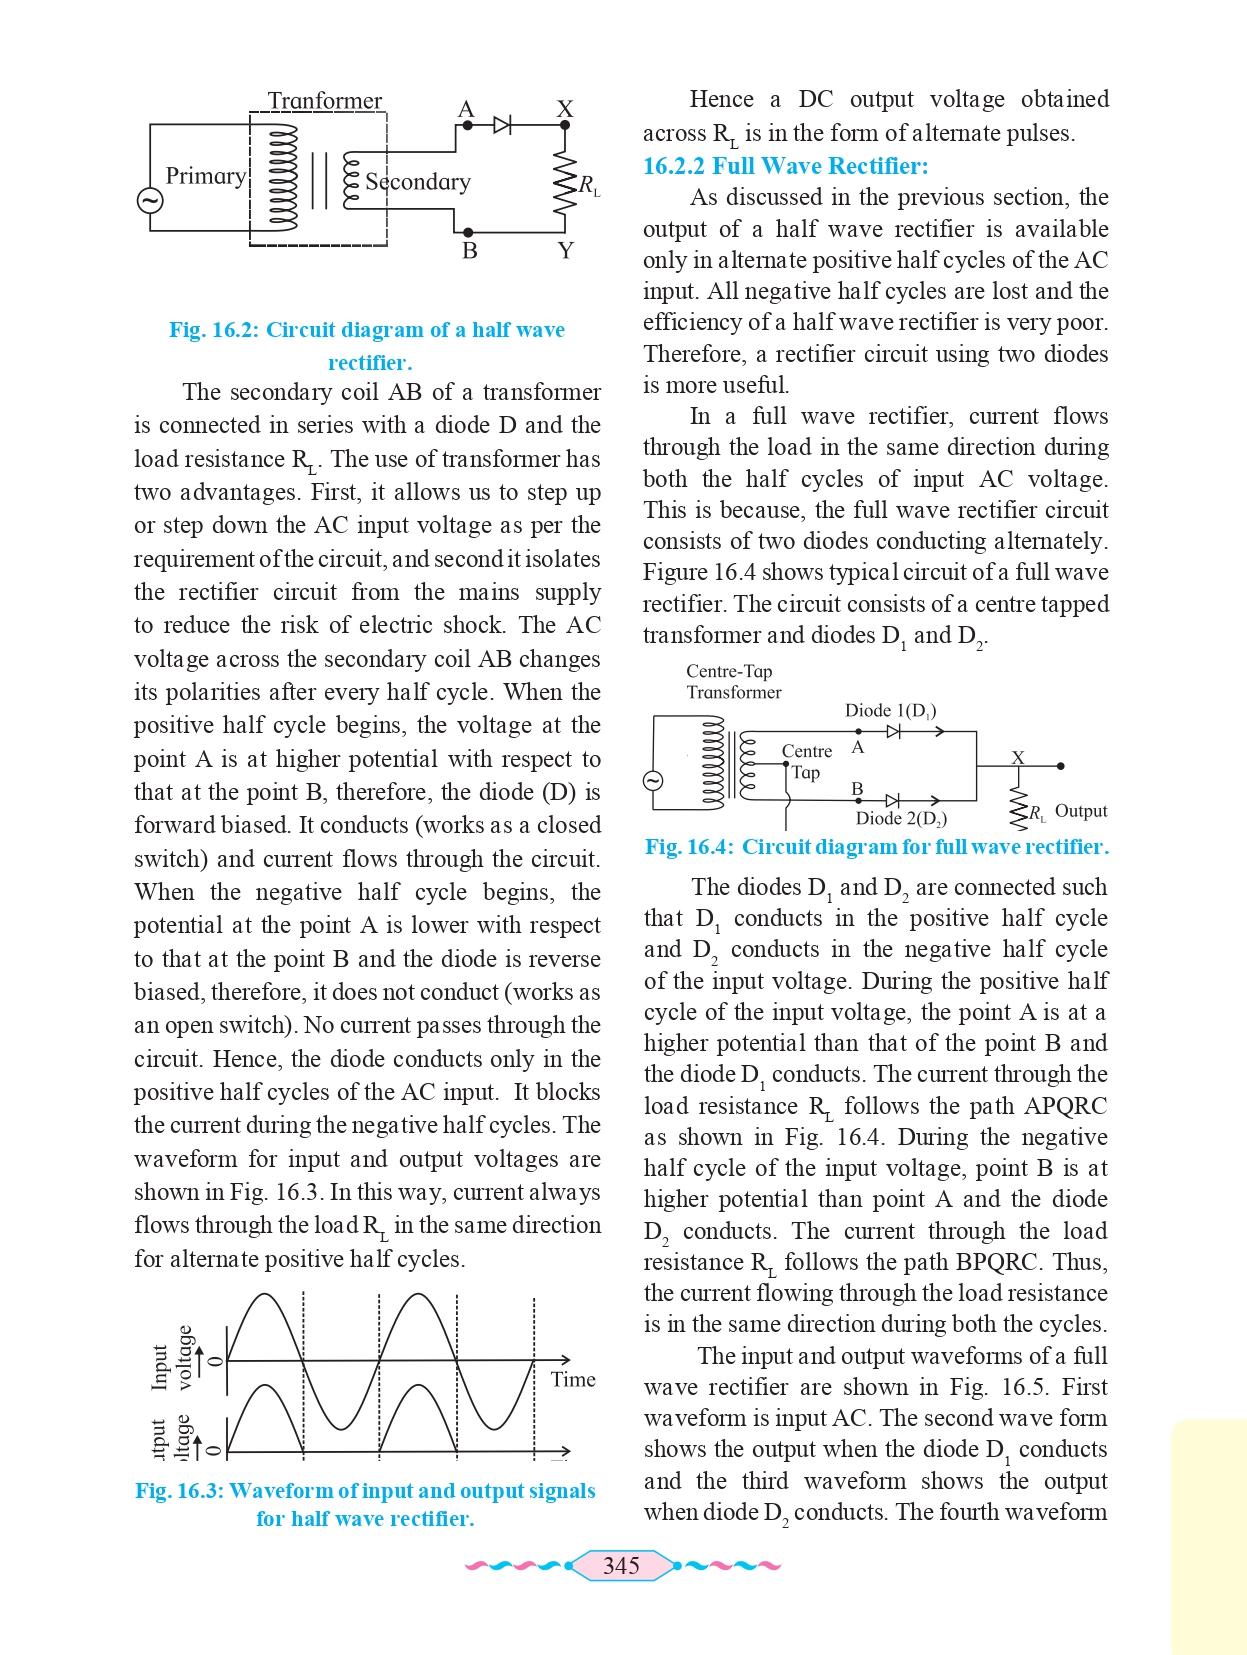 Tranformer
A
X
Primary
Secondary
RL
B
Y
Fig. 16.2: Circuit diagram of a half wave
rectifier.
The secondary coil AB of a transformer
is connected in series with a diode D and the
load resistance RL. The use of transformer has
two advantages. First, it allows us to step up
or step down the AC input voltage as per the
requirement of the circuit, and second it isolates
the rectifier circuit from the mains supply
to reduce the risk of electric shock. The AC
voltage across the secondary coil AB changes
its polarities after every half cycle. When the
positive half cycle begins, the voltage at the
point A is at higher potential with respect to
that at the point B, therefore, the diode (D) is
forward biased. It conducts (works as a closed
switch) and current flows through the circuit.
When the negative half cycle begins, the
potential at the point A is lower with respect
to that at the point B and the diode is reverse
biased, therefore, it does not conduct (works as
an open switch). No current passes through the
circuit. Hence, the diode conducts only in the
positive half cycles of the AC input. It blocks
the current during the negative half cycles. The
waveform for input and output voltages are
shown in Fig. 16.3. In this way, current always
flows through the load RL in the same direction
for alternate positive half cycles.
Input
voltage
0
Time
utput
ltage
0
Fig. 16.3: Waveform of input and output signals
for half wave rectifier.
Hence a DC output voltage obtained
across RL is in the form of alternate pulses.
16.2.2 Full Wave Rectifier:
As discussed in the previous section, the
output of a half wave rectifier is available
only in alternate positive half cycles of the AC
input. All negative half cycles are lost and the
efficiency of a half wave rectifier is very poor.
Therefore, a rectifier circuit using two diodes
is more useful.
In a full wave rectifier, current flows
through the load in the same direction during
both the half cycles of input AC voltage.
This is because, the full wave rectifier circuit
consists of two diodes conducting alternately.
Figure 16.4 shows typical circuit of a full wave
rectifier. The circuit consists of a centre tapped
transformer and diodes D1 and D2.
Centre-Tap
Transformer
Diode 1(D1)
Centre
Tap
A
X
B
Diode 2(D2)
RL Output
Fig. 16.4: Circuit diagram for full wave rectifier.
The diodes D1 and D2 are connected such
that D1 conducts in the positive half cycle
and D2 conducts in the negative half cycle
of the input voltage. During the positive half
cycle of the input voltage, the point A is at a
higher potential than that of the point B and
the diode D1 conducts. The current through the
load resistance RL follows the path APQRC
as shown in Fig. 16.4. During the negative
half cycle of the input voltage, point B is at
higher potential than point A and the diode
D2 conducts. The current through the load
resistance RL follows the path BPQRC. Thus,
the current flowing through the load resistance
is in the same direction during both the cycles.
The input and output waveforms of a full
wave rectifier are shown in Fig. 16.5. First
waveform is input AC. The second wave form
shows the output when the diode D1 conducts
and the third waveform shows the output
when diode D2 conducts. The fourth waveform
345